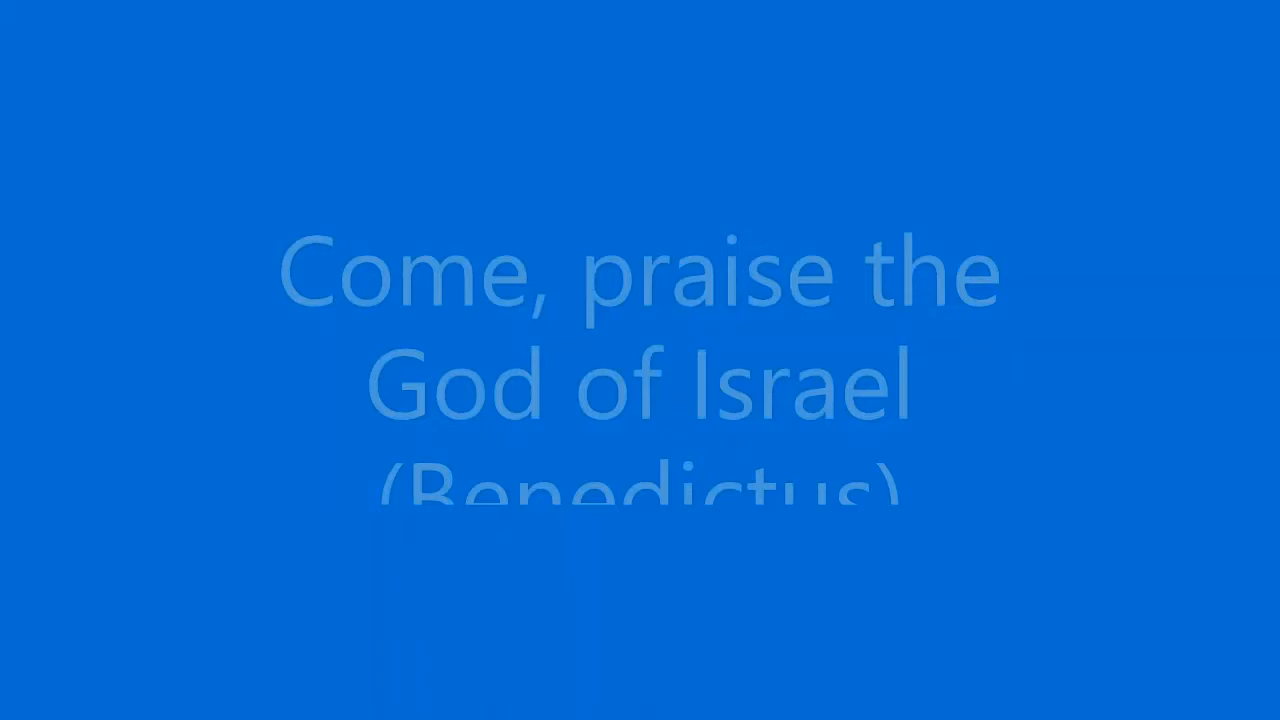 Come, praise the
God of Israel
(Benedictus)